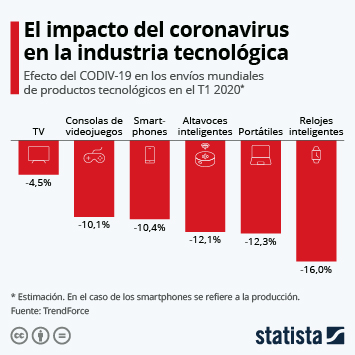 El impacto del coronavirus
en la industria tecnológica
Efecto del CODIV-19 en los envíos mundiales
de productos tecnológicos en el T1 2020*
TV
Consolas de
videojuegos
Smart-
phones
Altavoces
inteligentes
Portátiles
Relojes
inteligentes
-4,5%
-10,1%
-10,4%
-12,1%
-12,3%
-16,0%
* Estimación. En el caso de los smartphones se refiere a la producción.
Fuente: TrendForce
cc
statista